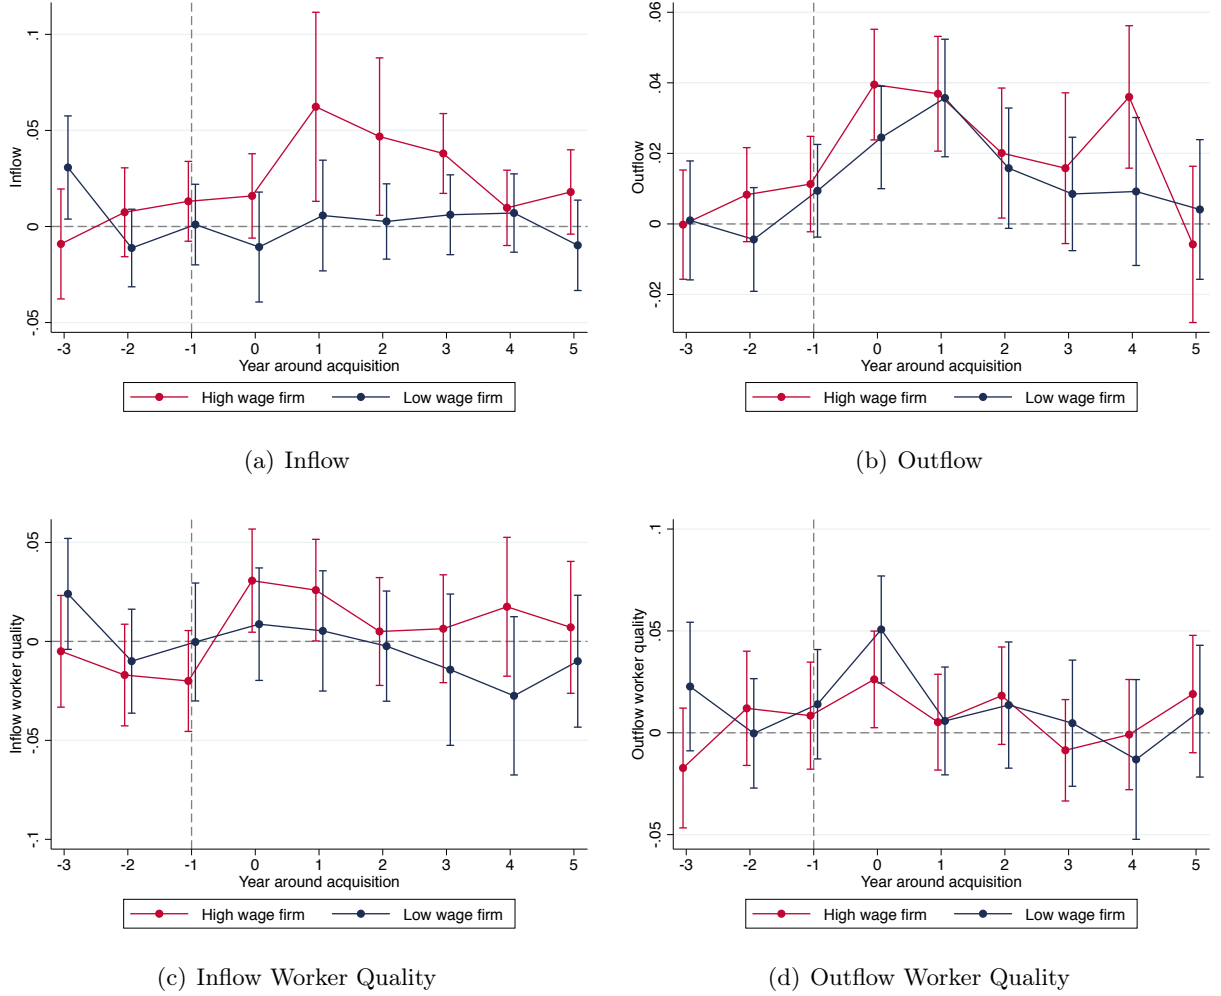 .1
.05
0
-.05
Inflow
-3 -2 -1 0 1 2 3 4 5
Year around acquisition
High wage firm Low wage firm
(a) Inflow
.06
.04
.02
0
-.02
Outflow
-3 -2 -1 0 1 2 3 4 5
Year around acquisition
High wage firm Low wage firm
(b) Outflow
.05
0
-.05
-.1
Inflow worker quality
-3 -2 -1 0 1 2 3 4 5
Year around acquisition
High wage firm Low wage firm
(c) Inflow Worker Quality
.1
.05
0
-.05
Outflow worker quality
-3 -2 -1 0 1 2 3 4 5
Year around acquisition
High wage firm Low wage firm
(d) Outflow Worker Quality